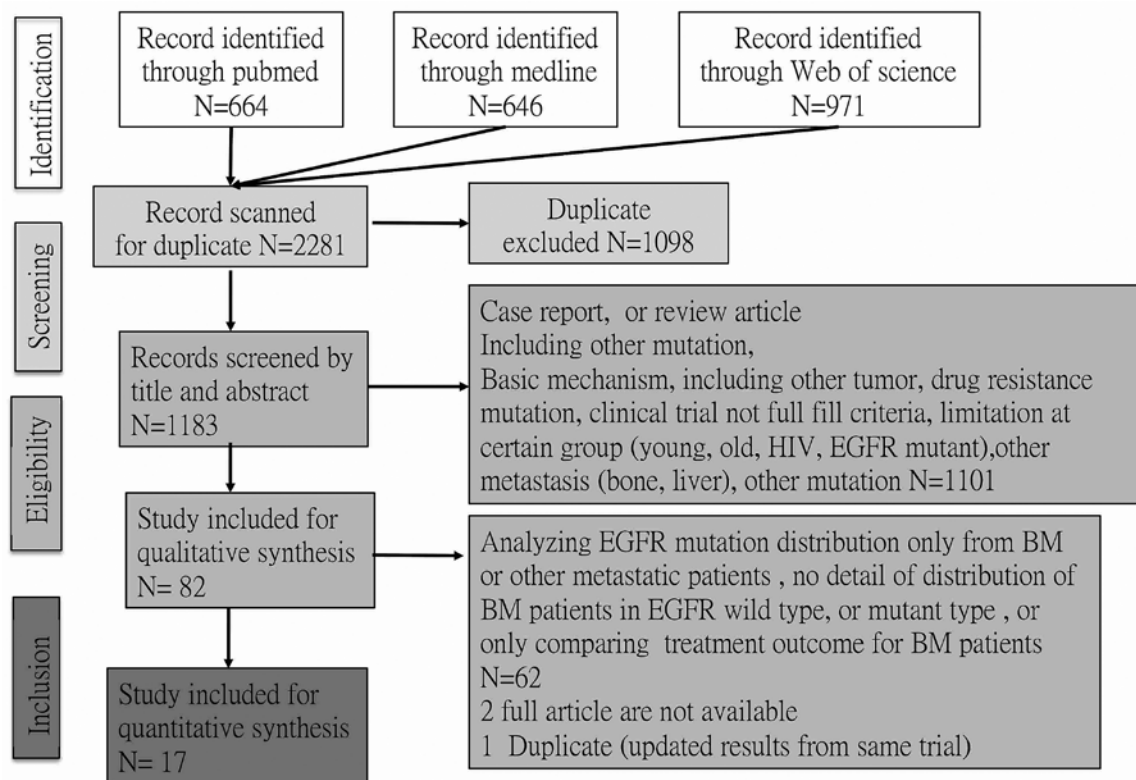 Identification
Record identified
through pubmed
N=664
Record identified
through medline
N=646
Record identified
through Web of science
N=971
Screening
Record scanned
for duplicate N=2281
Duplicate
excluded N=1098
Records screened by
title and abstract
N=1183
Case report, or review article
Including other mutation,
Basic mechanism, including other tumor, drug resistance
mutation, clinical trial not full fill criteria, limitation at
certain group (young, old, HIV, EGFR mutant),other
metastasis (bone, liver), other mutation N=1101
Eligibility
Study included for
qualitative synthesis
N= 82
Analyzing EGFR mutation distribution only from BM
or other metastatic patients , no detail of distribution of
BM patients in EGFR wild type, or mutant type , or
only comparing treatment outcome for BM patients
N=62
2 full article are not available
1 Duplicate (updated results from same trial)
Inclusion
Study included for
quantitative synthesis
N= 17